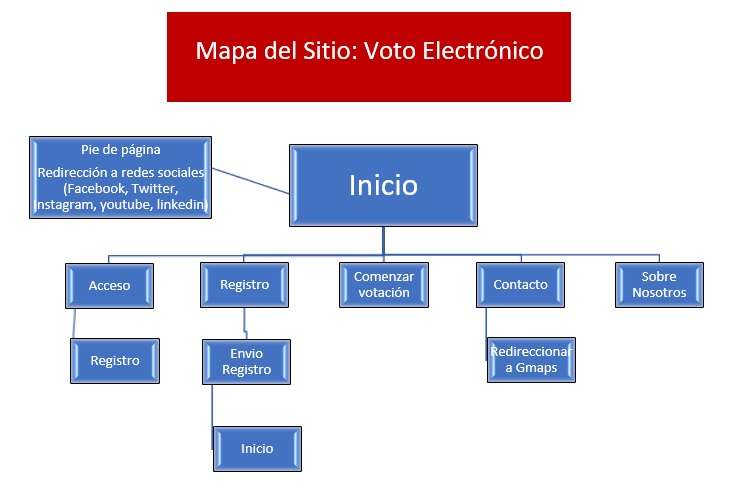 Mapa del Sitio: Voto Electrónico
Pie de página
Redirección a redes sociales
(Facebook, Twitter,
Instagram, youtube, linkedin)
Inicio
Acceso
Registro
Comenzar
votación
Contacto
Sobre
Nosotros
Registro
Envio
Registro
Redireccionar
a Gmaps
Inicio